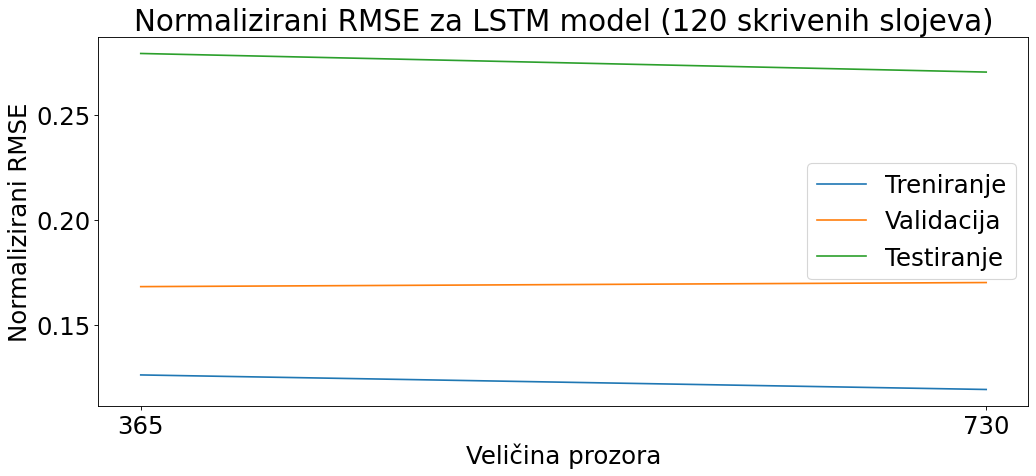 Normalizirani RMSE za LSTM model (120 skrivenih slojeva)
Normalizirani RMSE
0.25
0.20
0.15
Treniranje
Validacija
Testiranje
365
730
Veličina prozora